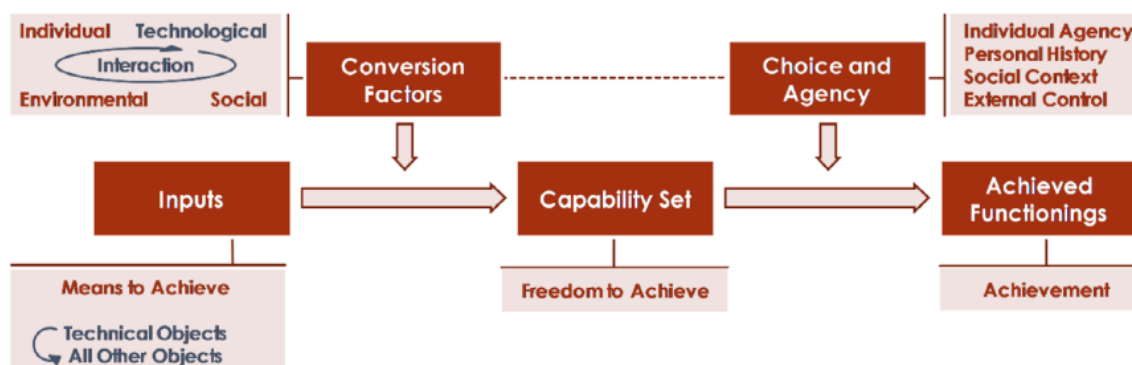 Individual Technological
Interaction
Environmental Social
Conversion
Factors
Choice and
Agency
Individual Agency
Personal History
Social Context
External Control
Inputs
Capability Set
Achieved
Functionings
Means to Achieve
Technical Objects
All Other Objects
Freedom to Achieve
Achievement